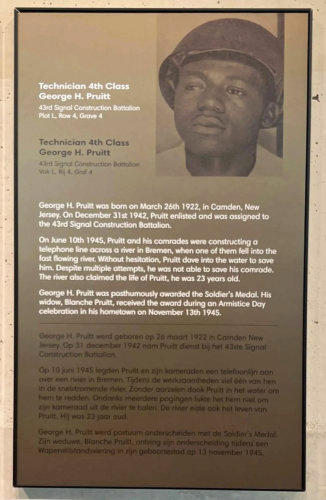 Technician 4th Class
George H. Pruitt
43rd Signal Construction Battalion
Plot L, Row 4, Grave 4
Technician 4th Class
George H. Pruitt
43rd Signal Construction Battalion
Vak L, Rij 4, Graf 4
George H. Pruitt was born on March 26th 1922, in Camden, New
Jersey. On December 31st 1942, Pruitt enlisted and was assigned to
the 43rd Signal Construction Battalion.
On June 10th 1945, Pruitt and his comrades were constructing a
telephone line across a river in Bremen, when one of them fell into the
fast flowing river. Without hesitation, Pruitt dove into the water to save
him. Despite multiple attempts, he was not able to save his comrade.
The river also claimed the life of Pruitt, he was 23 years old.
George H. Pruitt was posthumously awarded the Soldier's Medal. His
widow, Blanche Pruitt, received the award during an Armistice Day
celebration in his hometown on November 13th 1945.
George H. Pruitt werd geboren op 26 maart 1922 in Camden New
Jersey. Op 31 december 1942 nam Pruitt dienst bij het 43ste Signal
Construction Battalion.
Op 10 juni 1945 legden Pruitt en zijn kameraden een telefoonlijn aan
over een rivier in Bremen. Tijdens de werkzaamheden viel één van hen
in de snelstromende rivier. Zonder aarzelen dook Pruitt in het water om
hem te redden. Ondanks meerdere pogingen lukte het hem niet om
zijn kameraad uit de rivier te halen. De rivier eiste ook het leven van
Pruitt. Hij was 23 jaar oud.
George H. Pruitt werd postuum onderscheiden met de Soldier's Medal.
Zijn weduwe, Blanche Pruitt, ontving zijn onderscheiding tijdens een
Wapenstilstandsviering in zijn geboortestad op 13 november 1945.